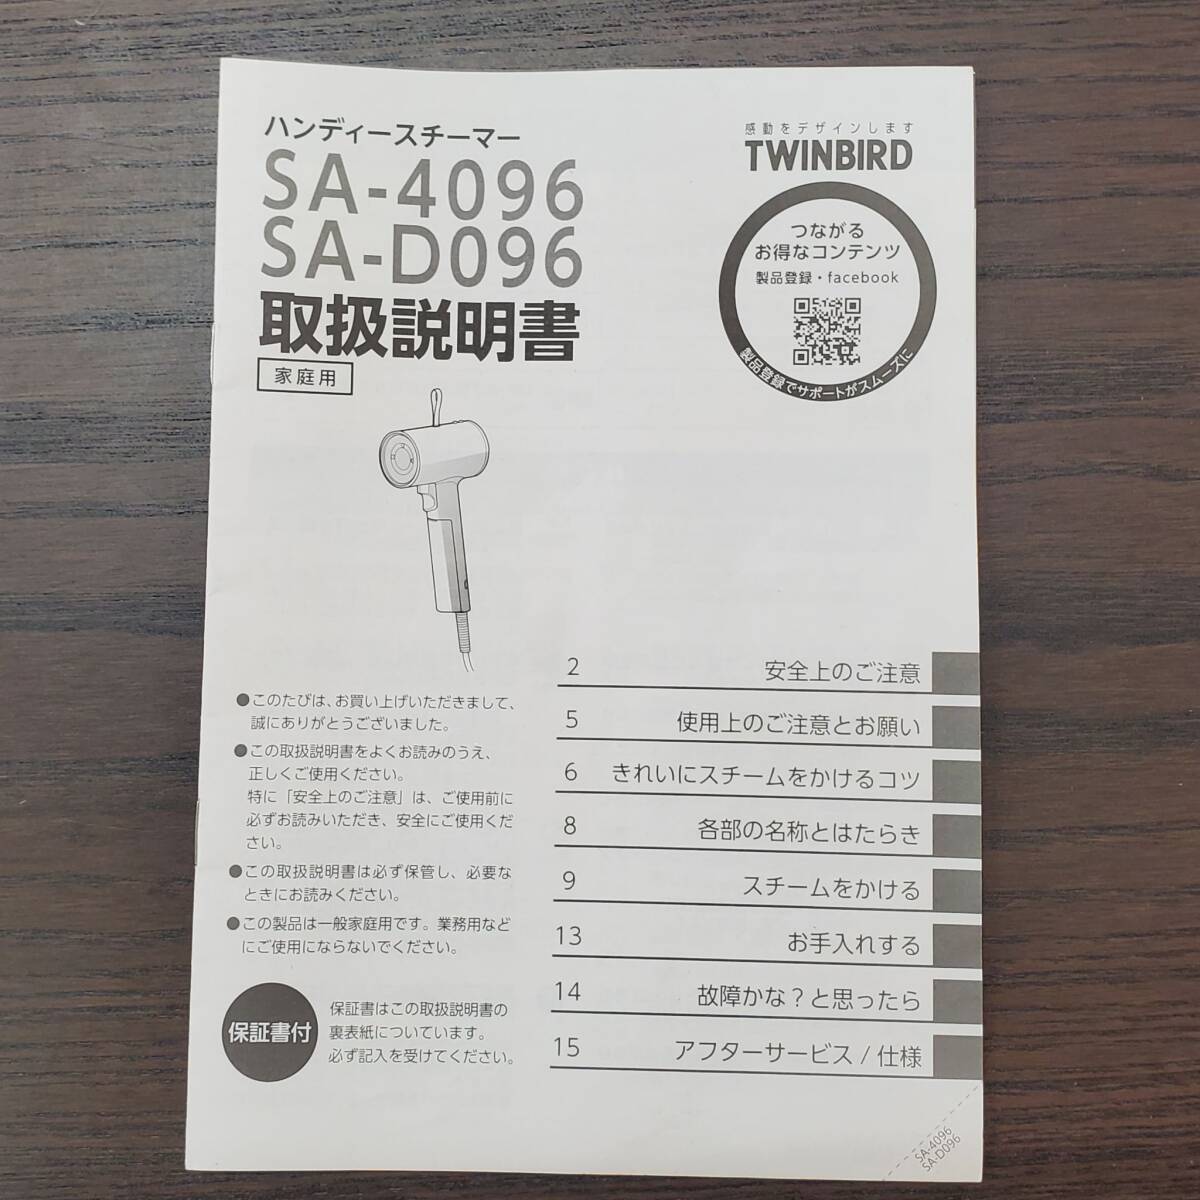 ハンディースチーマー
SA-4096
SA-D096
取扱説明書
家庭用
感動をデザインします
TWINBIRD
つながる
お得なコンテンツ
製品登録・facebook
製品登録でサポートがスムーズに
●このたびは、お買い上げいただきまして、
誠にありがとうございました。
●この取扱説明書をよくお読みのうえ、
正しくご使用ください。
特に「安全上のご注意」は、ご使用前に
必ずお読みいただき、安全にご使用くだ
さい。
●この取扱説明書は必ず保管し、必要な
ときにお読みください。
●この製品は一般家庭用です。業務用など
にご使用にならないでください。
保証書付
保証書はこの取扱説明書の
裏表紙についています。
必ず記入を受けてください。
2 安全上のご注意
5 使用上のご注意とお願い
6 きれいにスチームをかけるコツ
8 各部の名称とはたらき
9 スチームをかける
13 お手入れする
14 故障かな？と思ったら
15 アフターサービス / 仕様
SA-4096
SA-D096